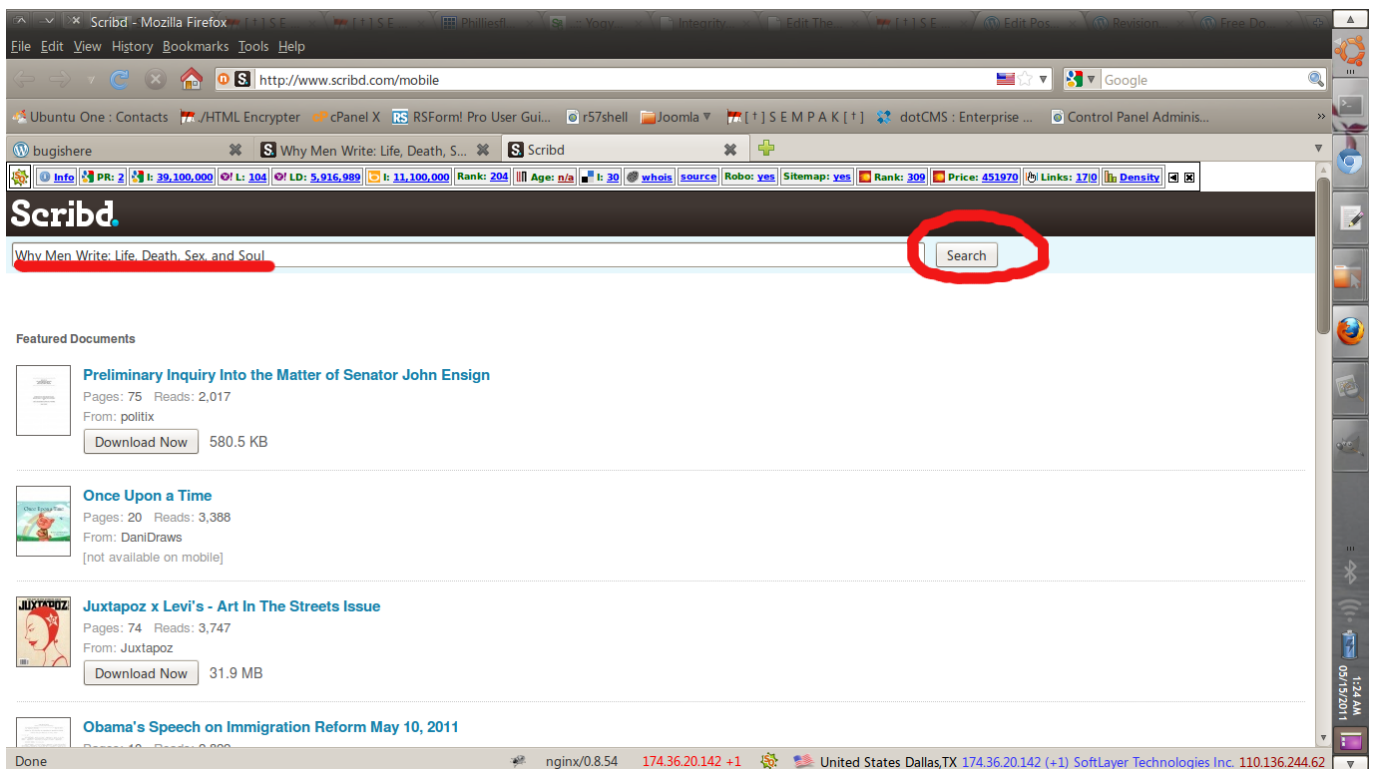 Scribd - Mozilla Firefox
File Edit View History Bookmarks Tools Help
http://www.scribd.com/mobile Google
Ubuntu One : Contacts ./HTML Encrypter cPanel X RSForm! Pro User Gui... r57shell Joomla [ † ] S E M P A K [ † ] dotCMS : Enterprise ... Control Panel Adminis... »
bugishere Why Men Write: Life, Death, S... Scribd
Info PR: 2 I: 39,100,000 L: 104 LD: 5,916,989 I: 11,100,000 Rank: 204 Age: n/a I: 30 whois source Robo: yes Sitemap: yes Rank: 309 Price: 451970 Links: 17|0 Density
Scribd.
Why Men Write: Life, Death, Sex, and Soul Search
Featured Documents
Preliminary Inquiry Into the Matter of Senator John Ensign
Pages: 75 Reads: 2,017
From: politix
Download Now 580.5 KB
Once Upon a Time
Pages: 20 Reads: 3,388
From: DaniDraws
[not available on mobile]
JUXTAPOZ
Juxtapoz x Levi's - Art In The Streets Issue
Pages: 74 Reads: 3,747
From: Juxtapoz
Download Now 31.9 MB
Obama's Speech on Immigration Reform May 10, 2011
1:24 AM
05/15/2011
Done nginx/0.8.54 174.36.20.142 +1 United States Dallas,TX 174.36.20.142 (+1) SoftLayer Technologies Inc. 110.136.244.62